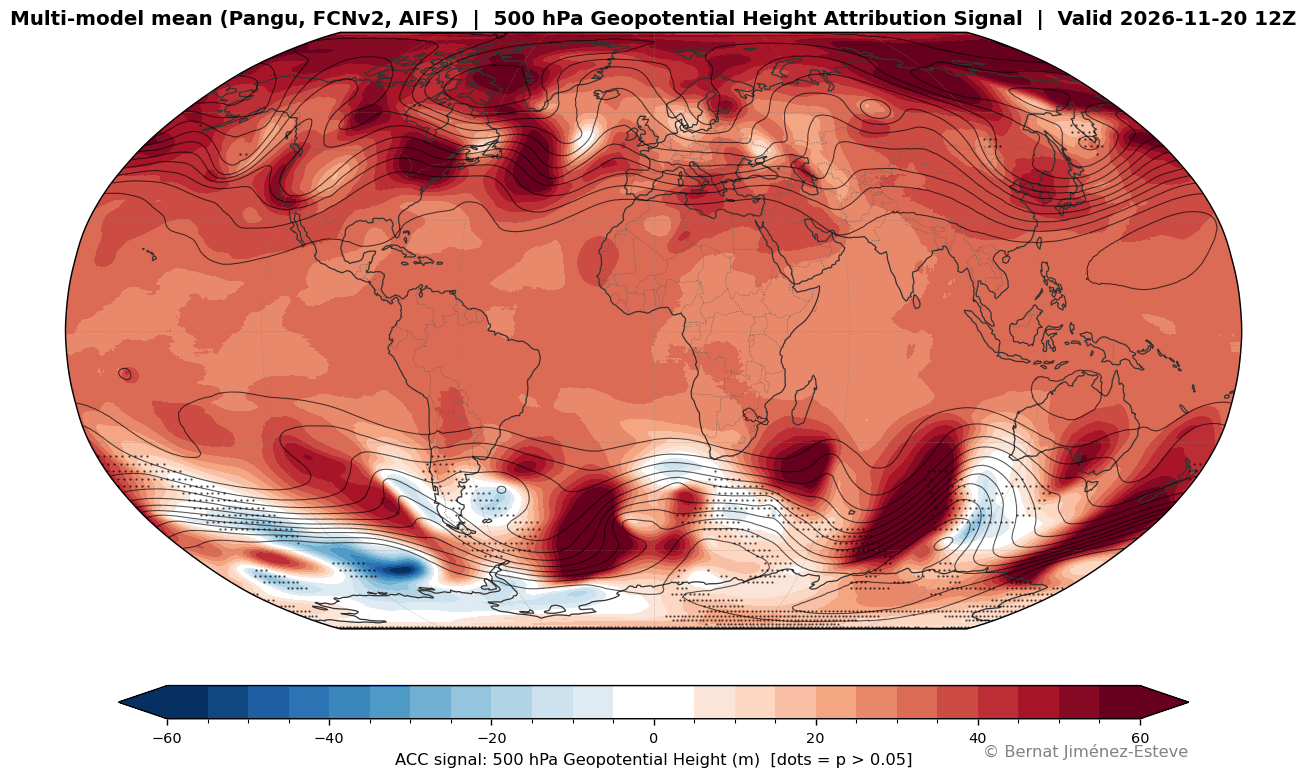 Multi-model mean (Pangu, FCNv2, AIFS)  |  500 hPa Geopotential Height Attribution Signal  |  Valid 2026-11-20 12Z
−60 −40 −20 0 20 40 60
ACC signal: 500 hPa Geopotential Height (m)  [dots = p > 0.05]
© Bernat Jiménez-Esteve